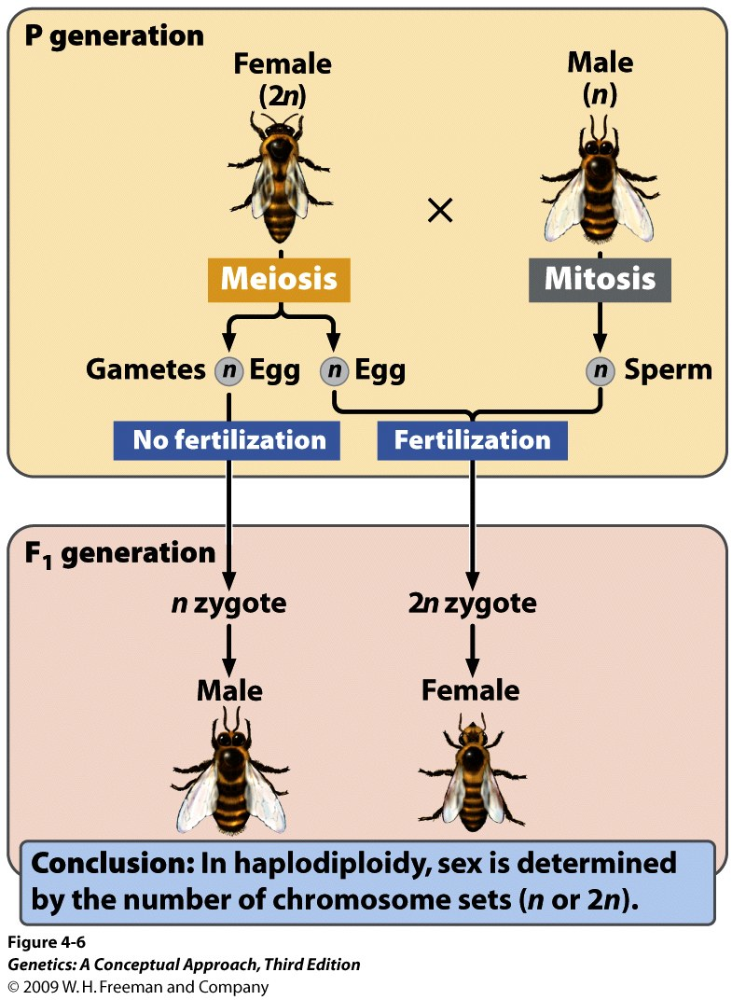 P generation
Female
(2n)
Male
(n)
×
Meiosis
Mitosis
Gametes n Egg n Egg n Sperm
No fertilization
Fertilization
F1 generation
n zygote
2n zygote
Male
Female
Conclusion: In haplodiploidy, sex is determined
by the number of chromosome sets (n or 2n).
Figure 4-6
Genetics: A Conceptual Approach, Third Edition
© 2009 W. H. Freeman and Company